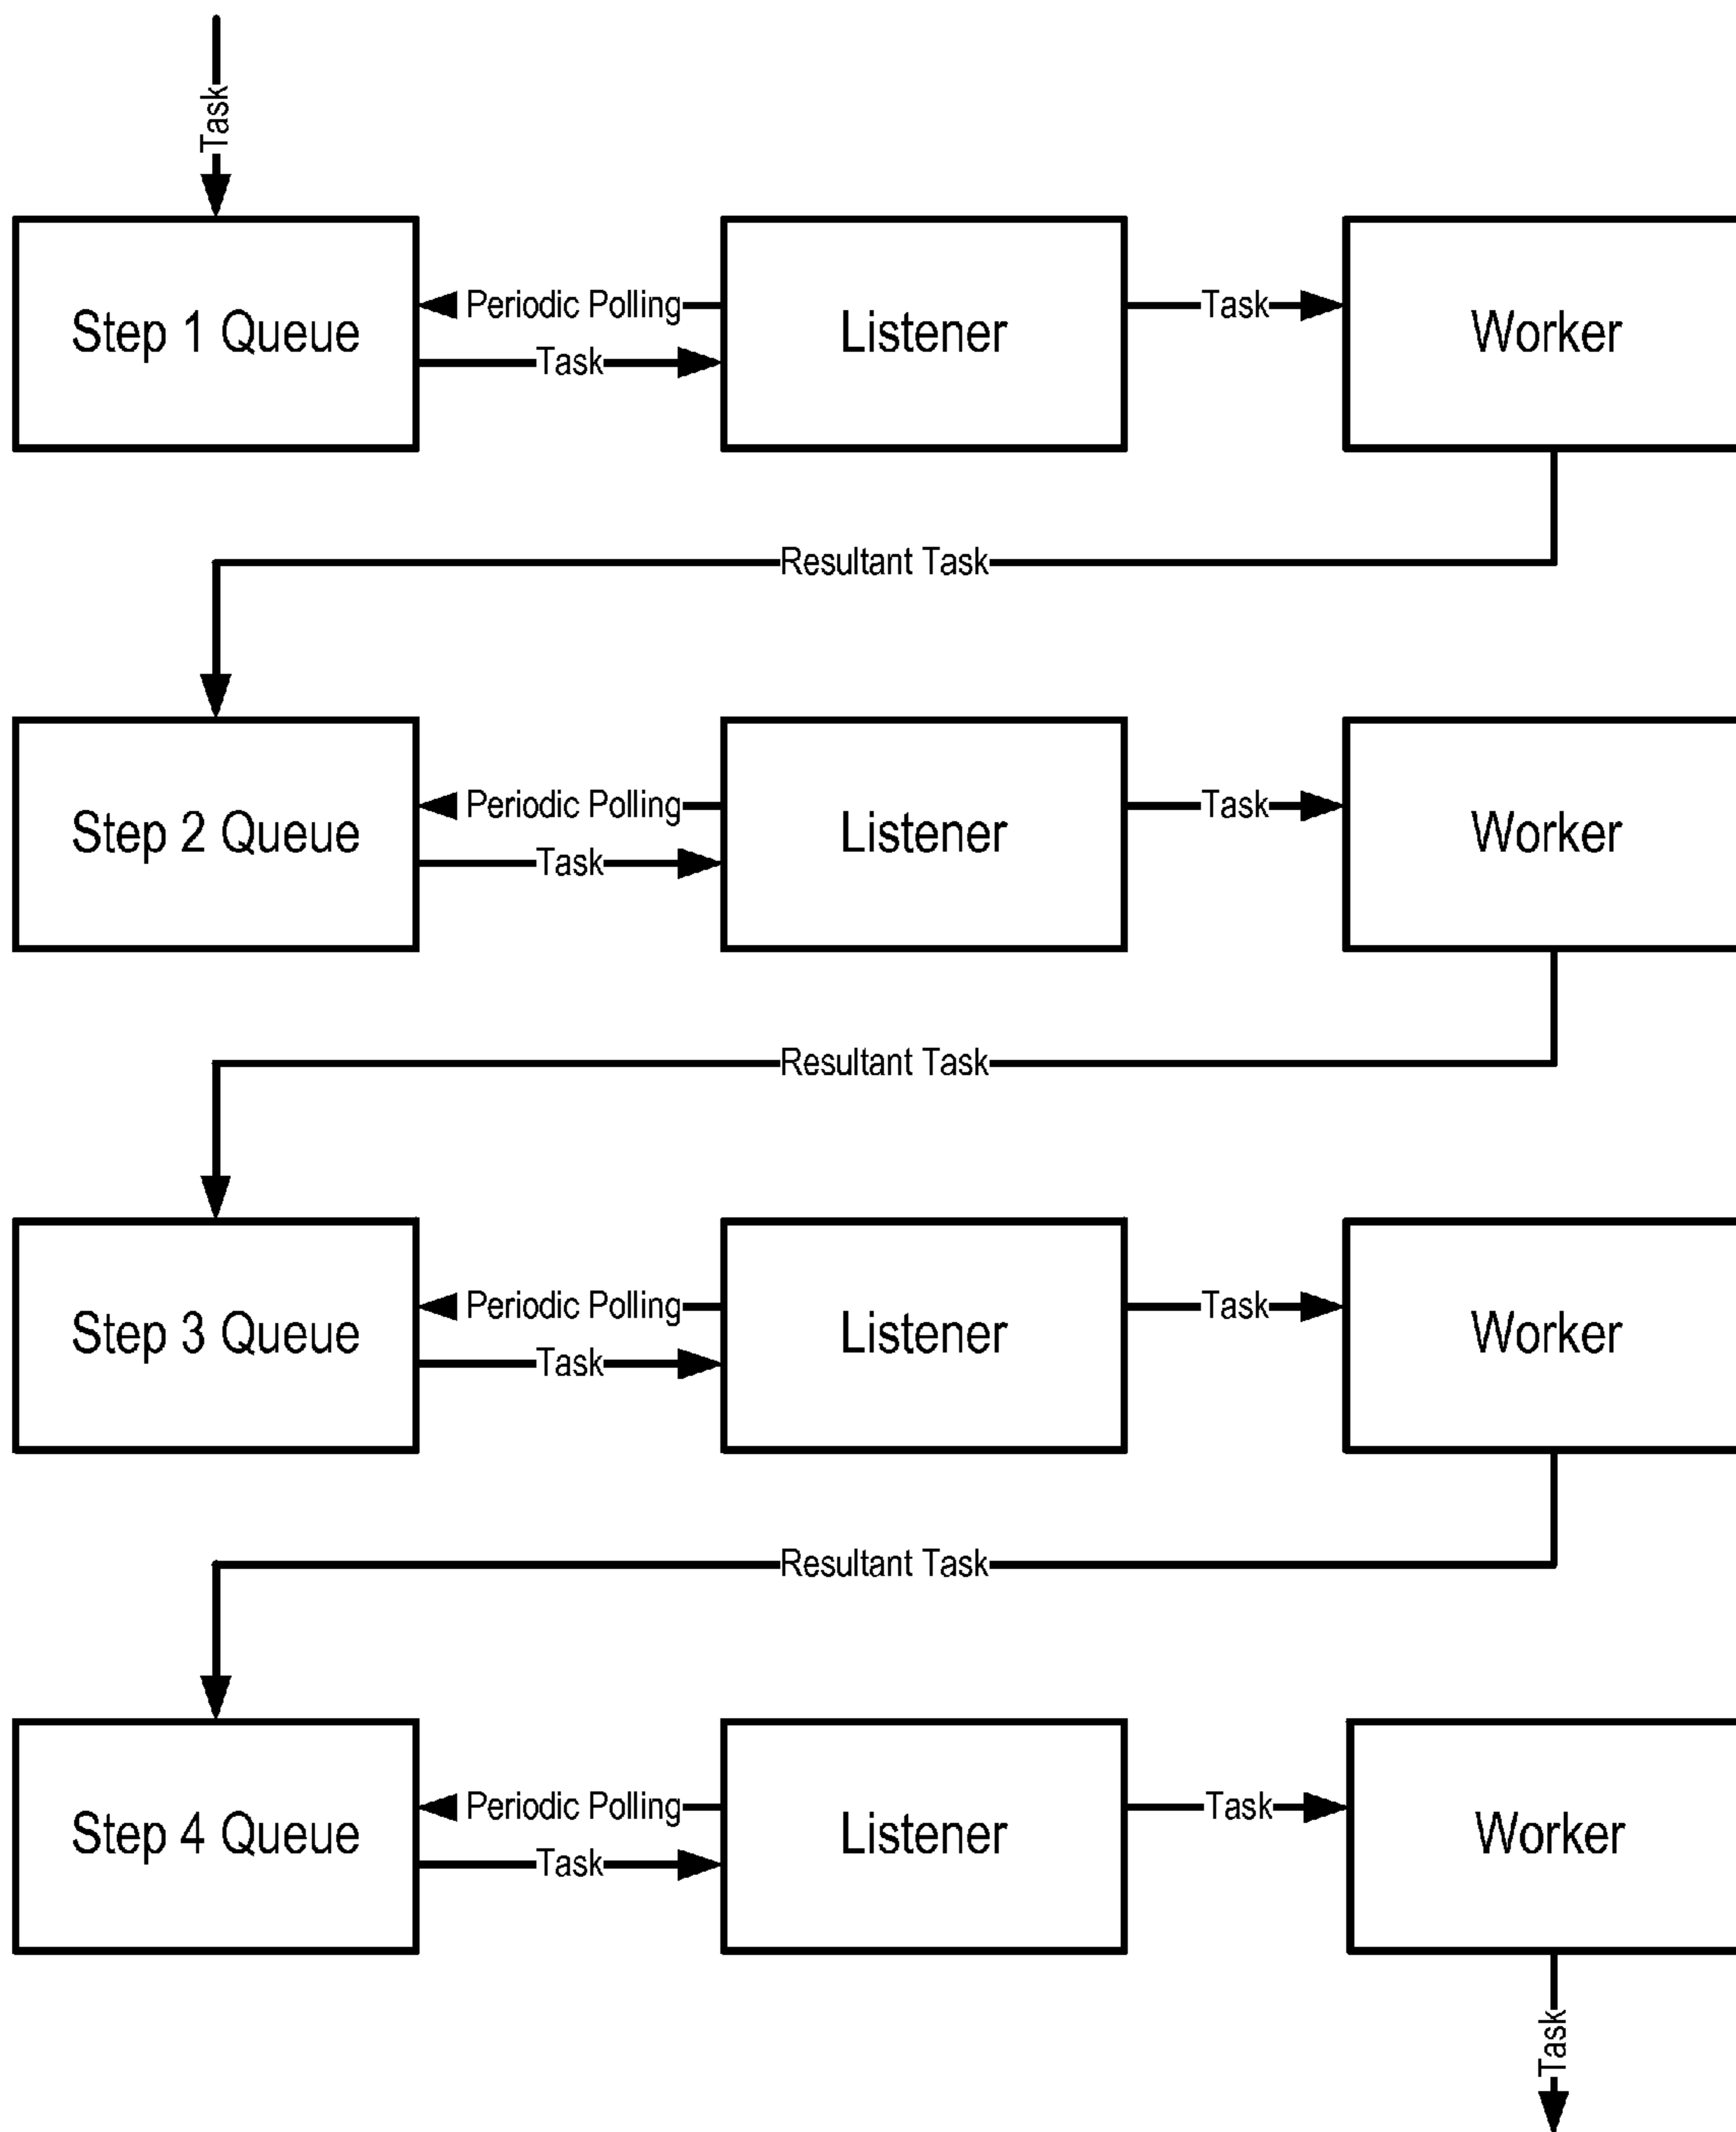 Task
Step 1 Queue
Periodic Polling
Task
Listener
Task
Worker
Resultant Task
Step 2 Queue
Periodic Polling
Task
Listener
Task
Worker
Resultant Task
Step 3 Queue
Periodic Polling
Task
Listener
Task
Worker
Resultant Task
Step 4 Queue
Periodic Polling
Task
Listener
Task
Worker
Task